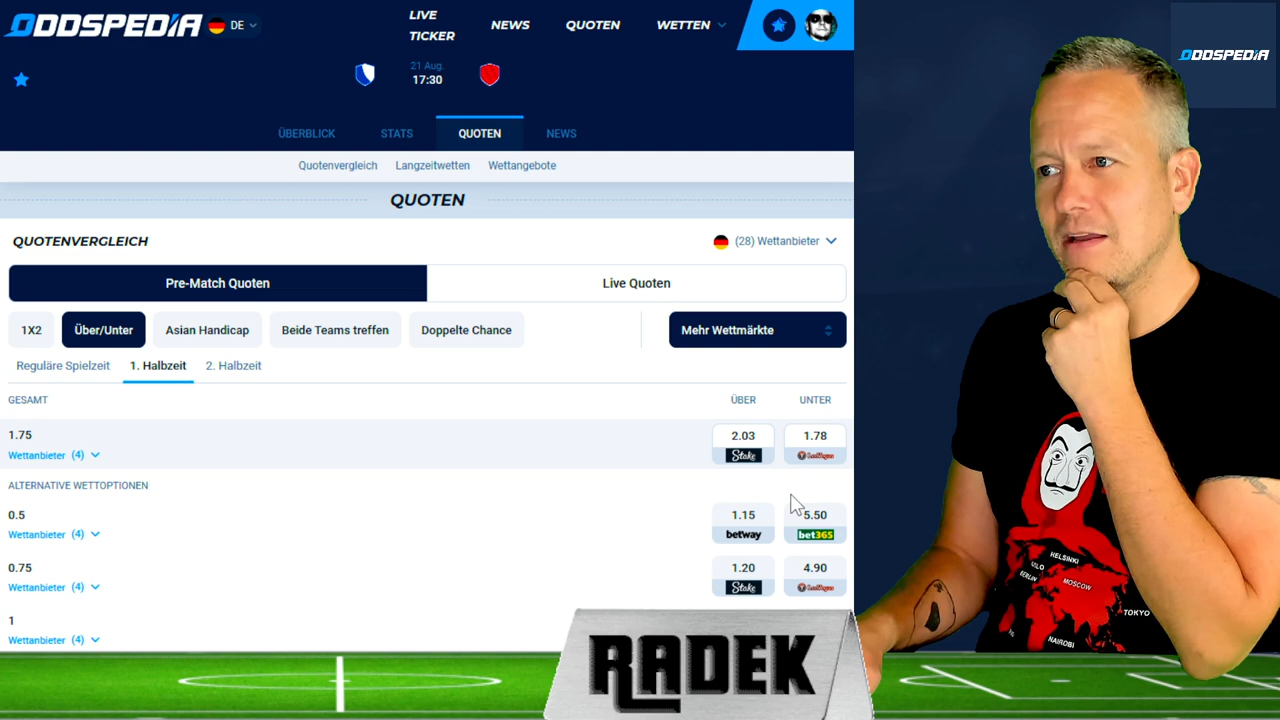 ODDSPEDIA
DE
LIVE
TICKER
NEWS
QUOTEN
WETTEN
ODDSPEDIA
21 Aug.
17:30
ÜBERBLICK
STATS
QUOTEN
NEWS
Quotenvergleich
Langzeitwetten
Wettangebote
QUOTEN
QUOTENVERGLEICH
(28) Wettanbieter
Pre-Match Quoten
Live Quoten
1X2
Über/Unter
Asian Handicap
Beide Teams treffen
Doppelte Chance
Mehr Wettmärkte
Reguläre Spielzeit
1. Halbzeit
2. Halbzeit
GESAMT
ÜBER
UNTER
1.75
2.03
1.78
Wettanbieter (4)
Stake
LeoVegas
ALTERNATIVE WETTOPTIONEN
0.5
1.15
5.50
Wettanbieter (4)
betway
bet365
0.75
1.20
4.90
Wettanbieter (4)
Stake
LeoVegas
1
Wettanbieter (4)
RADEK
HELSINKI
BERLIN
MOSCOW
TOKYO
NAIROBI